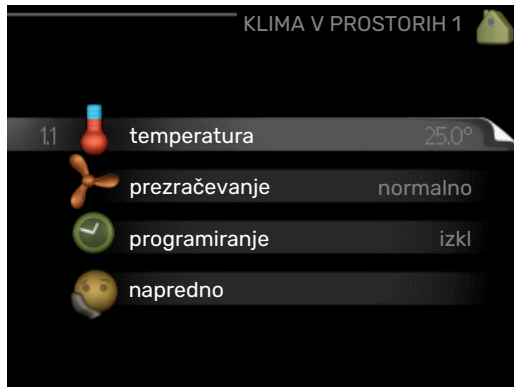 KLIMA V PROSTORIH 1
1.1 temperatura 25.0°
prezračevanje normalno
programiranje izkl
napredno